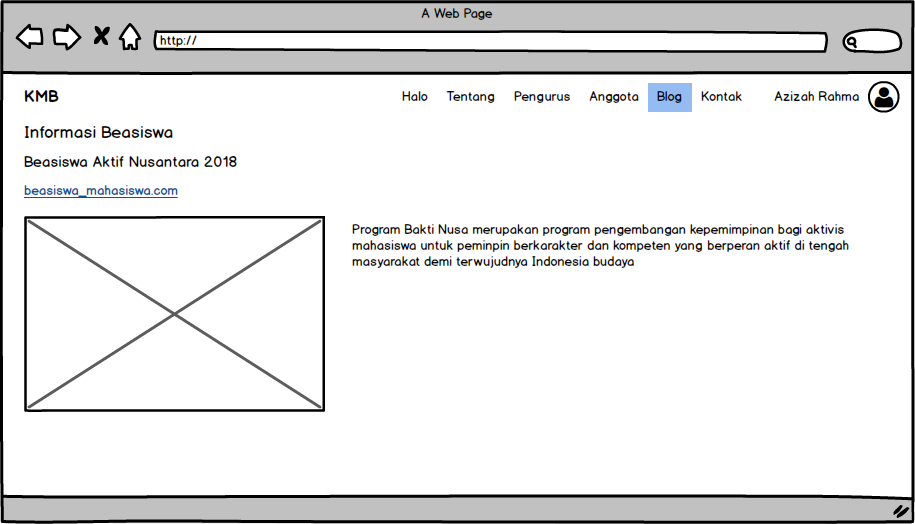 A Web Page
http://
KMB
Halo Tentang Pengurus Anggota Blog Kontak Azizah Rahma
Informasi Beasiswa
Beasiswa Aktif Nusantara 2018
beasiswa_mahasiswa.com
Program Bakti Nusa merupakan program pengembangan kepemimpinan bagi aktivis
mahasiswa untuk peminpin berkarakter dan kompeten yang berperan aktif di tengah
masyarakat demi terwujudnya Indonesia budaya